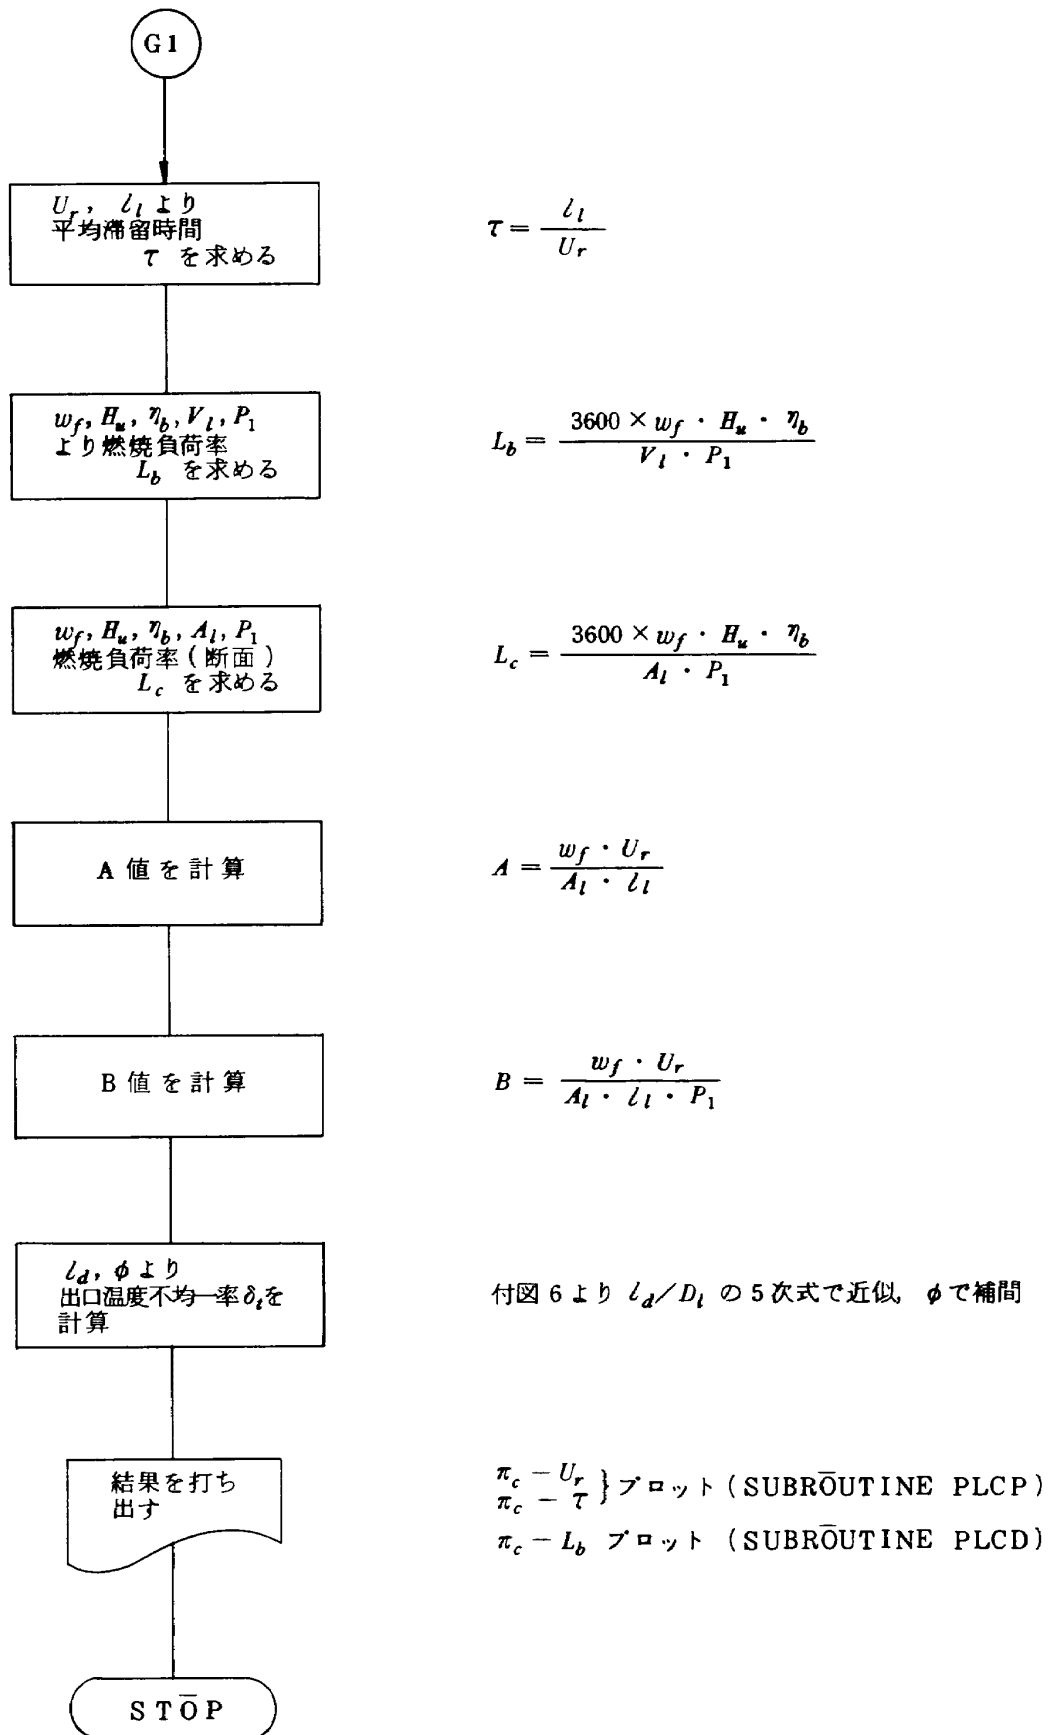 G1
U_r, l_l より
平均滞留時間
τ を求める
τ = l_l / U_r
w_f, H_u, η_b, V_l, P_1
より燃焼負荷率
L_b を求める
L_b = 3600 × w_f · H_u · η_b / V_l · P_1
w_f, H_u, η_b, A_l, P_1
燃焼負荷率(断面)
L_c を求める
L_c = 3600 × w_f · H_u · η_b / A_l · P_1
A 値を計算
A = w_f · U_r / A_l · l_l
B 値を計算
B = w_f · U_r / A_l · l_l · P_1
l_d, φ より
出口温度不均一率 δ_t を
計算
付図 6 より l_d/D_l の 5 次式で近似, φ で補間
結果を打ち
出す
π_c − U_r
π_c − τ } プロット (SUBRŌUTINE PLCP)
π_c − L_b プロット (SUBRŌUTINE PLCD)
STŌP